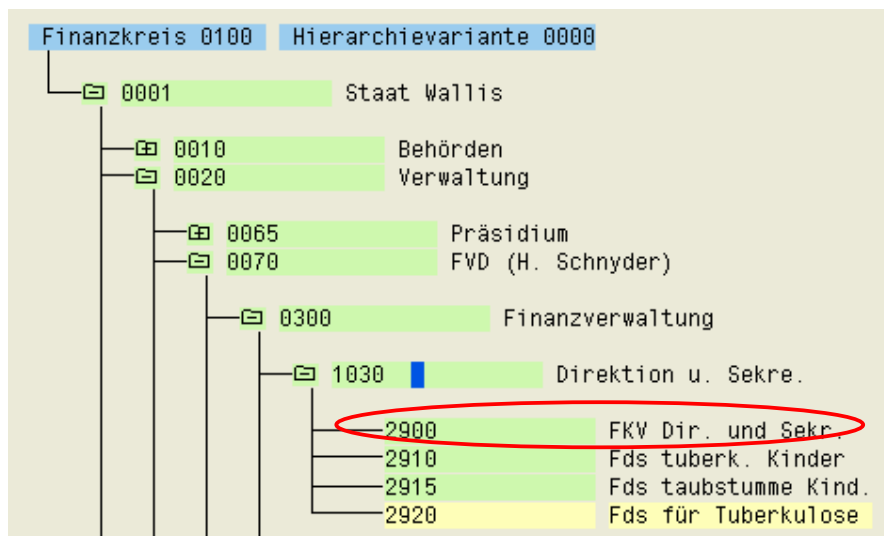 Finanzkreis 0100 Hierarchievariante 0000
0001 Staat Wallis
0010 Behörden
0020 Verwaltung
0065 Präsidium
0070 FVD (H. Schnyder)
0300 Finanzverwaltung
1030 Direktion u. Sekre.
2900 FKV Dir. und Sekr.
2910 Fds tuberk. Kinder
2915 Fds taubstumme Kind.
2920 Fds für Tuberkulose